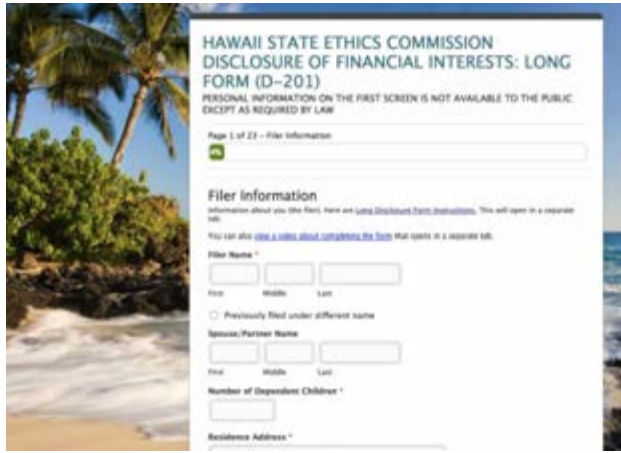 HAWAII STATE ETHICS COMMISSION
DISCLOSURE OF FINANCIAL INTERESTS: LONG
FORM (D-201)
PERSONAL INFORMATION ON THE FIRST SCREEN IS NOT AVAILABLE TO THE PUBLIC
EXCEPT AS REQUIRED BY LAW
Page 1 of 23 - Filer Information
Filer Information
Information about you (the filer). Here are Long Disclosure Form Instructions. This will open in a separate
tab.
You can also view a video about completing the form that opens in a separate tab.
Filer Name *
First Middle Last
Previously filed under different name
Spouse/Partner Name
First Middle Last
Number of Dependent Children *
Residence Address *